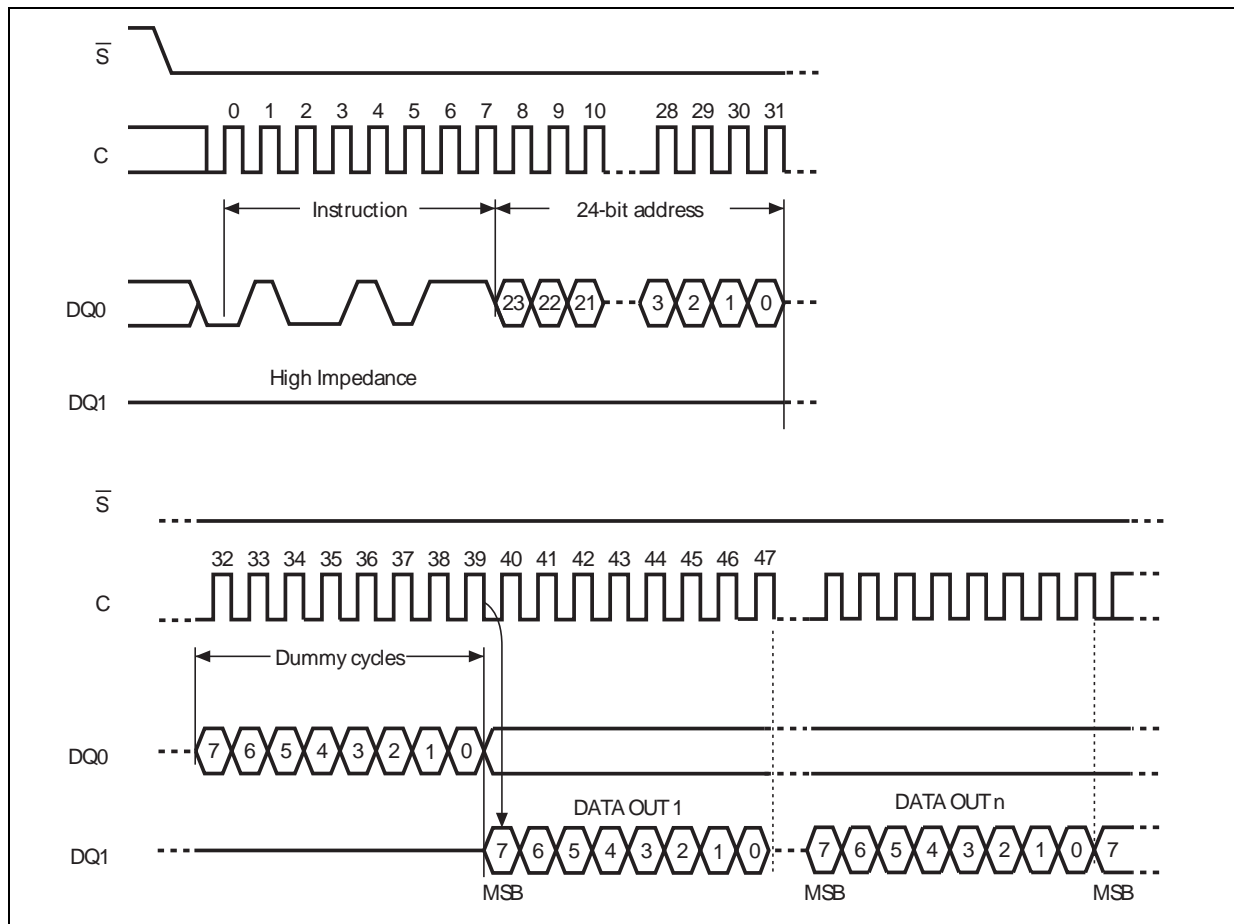 S
0 1 2 3 4 5 6 7 8 9 10 28 29 30 31
C
Instruction 24-bit address
DQ0 23 22 21 3 2 1 0
High Impedance
DQ1
S
32 33 34 35 36 37 38 39 40 41 42 43 44 45 46 47
C
Dummy cycles
DQ0 7 6 5 4 3 2 1 0
DATA OUT 1 DATA OUT n
DQ1 7 6 5 4 3 2 1 0 7 6 5 4 3 2 1 0 7
MSB MSB MSB